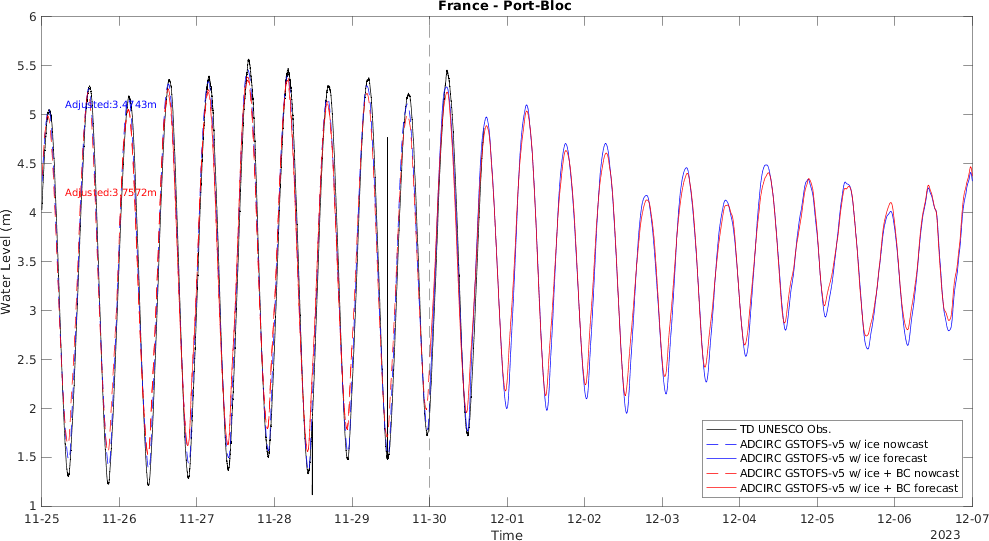 France - Port-Bloc
6
5.5
5
4.5
4
3.5
3
2.5
2
1.5
1
Water Level (m)
Adjusted:3.4743m
Adjusted:3.7572m
TD UNESCO Obs.
ADCIRC GSTOFS-v5 w/ ice nowcast
ADCIRC GSTOFS-v5 w/ ice forecast
ADCIRC GSTOFS-v5 w/ ice + BC nowcast
ADCIRC GSTOFS-v5 w/ ice + BC forecast
11-25 11-26 11-27 11-28 11-29 11-30 12-01 12-02 12-03 12-04 12-05 12-06 12-07
Time
2023